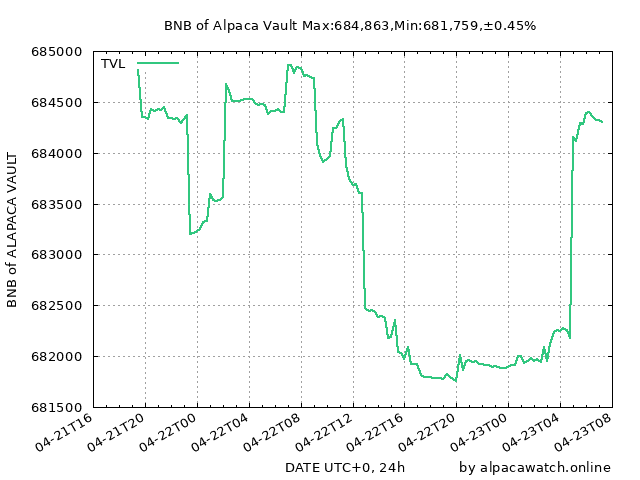 BNB of Alpaca Vault Max:684,863,Min:681,759,±0.45%
TVL
685000
684500
684000
683500
683000
682500
682000
681500
BNB of ALAPACA VAULT
04-21T16
04-21T20
04-22T00
04-22T04
04-22T08
04-22T12
04-22T16
04-22T20
04-23T00
04-23T04
04-23T08
DATE UTC+0, 24h
by alpacawatch.online